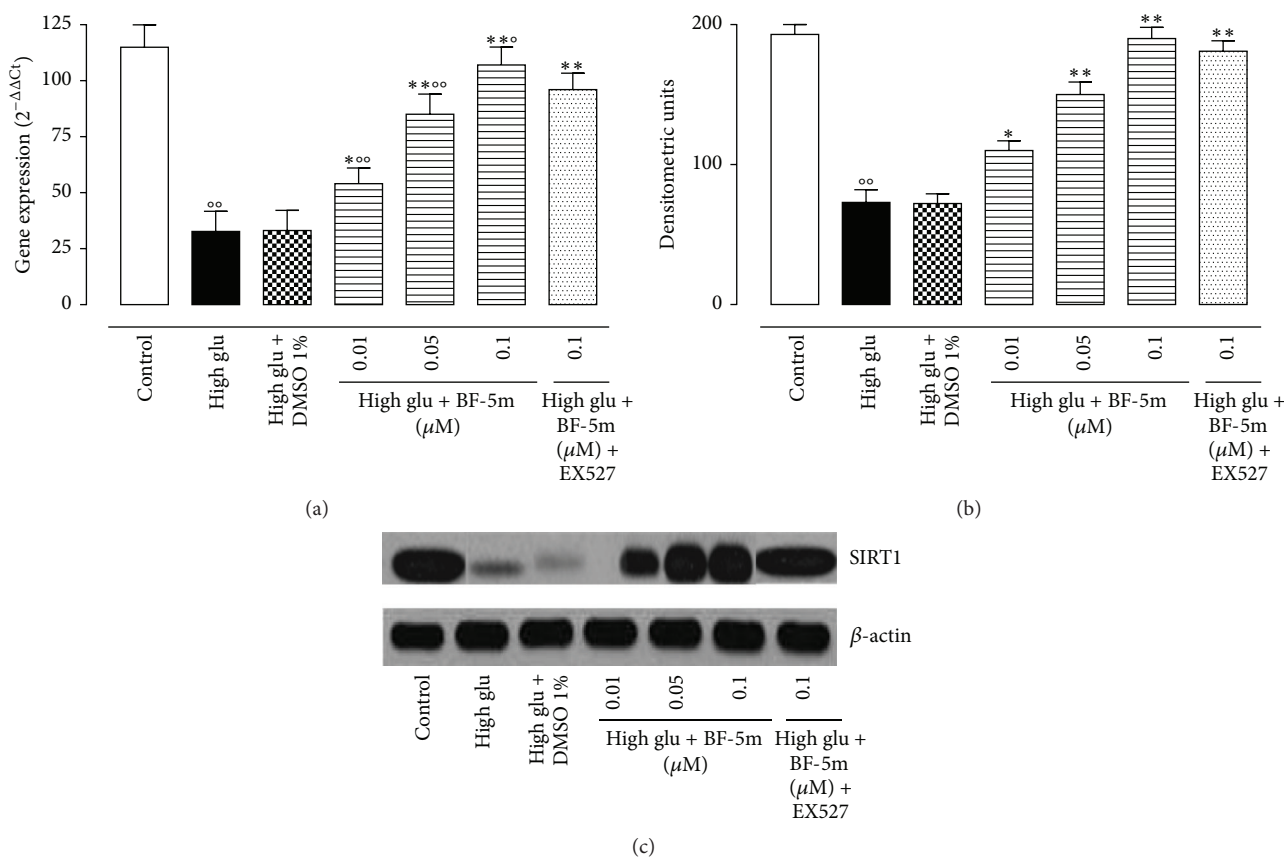 125
100
75
50
25
0
Gene expression (2−ΔΔCt)
°°
*°°
**°°
**°
**
Control
High glu
High glu +
DMSO 1%
0.01
0.05
0.1
0.1
High glu + BF-5m
(μM)
High glu +
BF-5m
(μM) +
EX527
(a)
200
100
0
Densitometric units
°°
*
**
**
**
Control
High glu
High glu +
DMSO 1%
0.01
0.05
0.1
0.1
High glu + BF-5m
(μM)
High glu +
BF-5m
(μM) +
EX527
(b)
SIRT1
β-actin
Control
High glu
High glu +
DMSO 1%
0.01
0.05
0.1
0.1
High glu + BF-5m
(μM)
High glu +
BF-5m
(μM) +
EX527
(c)